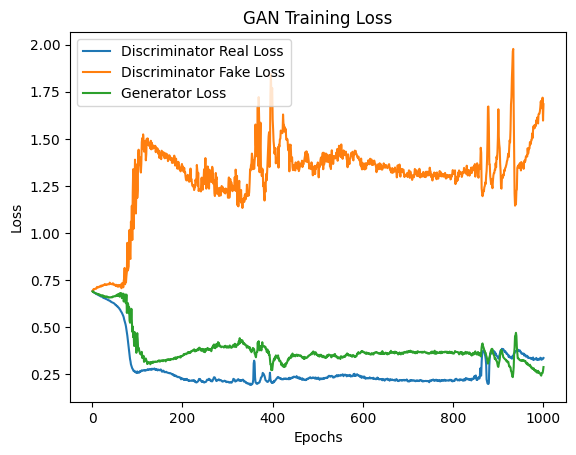 GAN Training Loss
Discriminator Real Loss
Discriminator Fake Loss
Generator Loss
Loss
2.00
1.75
1.50
1.25
1.00
0.75
0.50
0.25
0
200
400
600
800
1000
Epochs